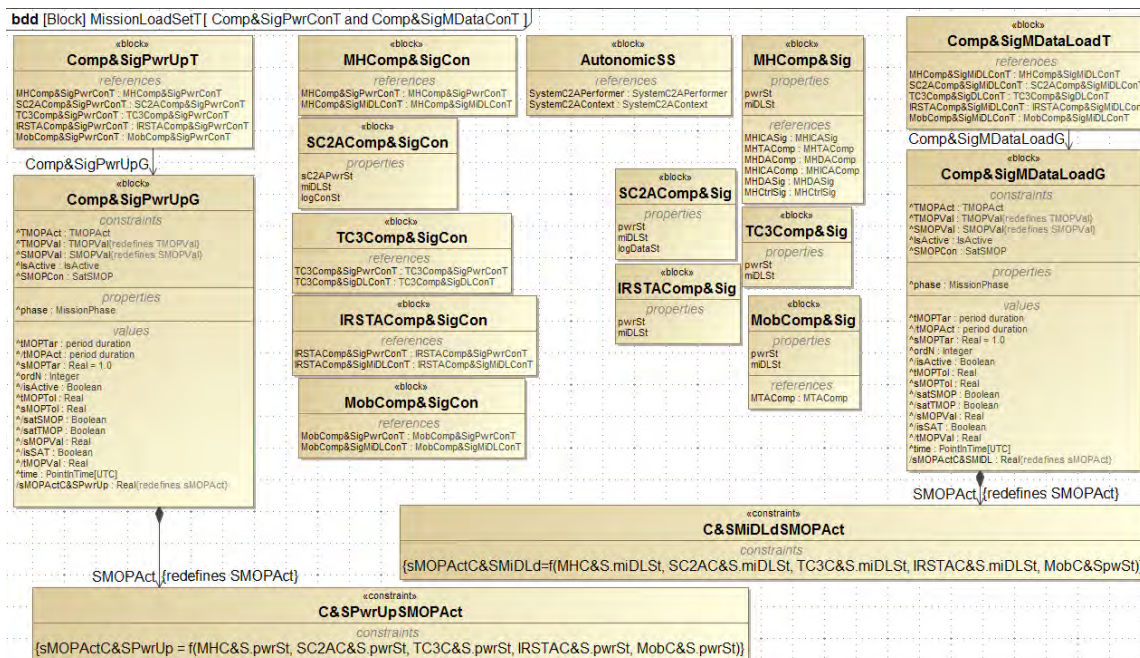 bdd [Block] MissionLoadSetT[ Comp&SigPwrConT and Comp&SigMDataConT ]
«block»
Comp&SigPwrUpT
references
MHComp&SigPwrConT : MHComp&SigPwrConT
SC2AComp&SigPwrConT : SC2AComp&SigPwrConT
TC3Comp&SigPwrConT : TC3Comp&SigPwrConT
IRSTAComp&SigPwrConT : IRSTAComp&SigPwrConT
MobComp&SigPwrConT : MobComp&SigPwrConT
Comp&SigPwrUpG
«block»
Comp&SigPwrUpG
constraints
^TMOPAct : TMOPAct
^TMOPVal : TMOPVal{redefines TMOPVal}
^SMOPVal : SMOPVal{redefines SMOPVal}
^IsActive : IsActive
^SMOPCon : SatSMOP
properties
^phase : MissionPhase
values
^tMOPTar : period duration
^/tMOPAct : period duration
^sMOPTar : Real = 1.0
^ordN : Integer
^/isActive : Boolean
^tMOPTol : Real
^sMOPTol : Real
^/satSMOP : Boolean
^/satTMOP : Boolean
^/sMOPVal : Real
^/isSAT : Boolean
^/tMOPVal : Real
^time : PointInTime[UTC]
/sMOPActC&SPwrUp : Real{redefines sMOPAct}
SMOPAct {redefines SMOPAct}
«constraint»
C&SPwrUpSMOPAct
constraints
{sMOPActC&SPwrUp = f(MHC&S.pwrSt, SC2AC&S.pwrSt, TC3C&S.pwrSt, IRSTAC&S.pwrSt, MobC&S.pwrSt)}
«block»
MHComp&SigCon
references
MHComp&SigPwrConT : MHComp&SigPwrConT
MHComp&SigMiDLConT : MHComp&SigMiDLConT
«block»
SC2AComp&SigCon
properties
sC2APwrSt
miDLSt
logConSt
«block»
TC3Comp&SigCon
references
TC3Comp&SigPwrConT : TC3Comp&SigPwrConT
TC3Comp&SigDLConT : TC3Comp&SigDLConT
«block»
IRSTAComp&SigCon
references
IRSTAComp&SigPwrConT : IRSTAComp&SigPwrConT
IRSTAComp&SigMiDLConT : IRSTAComp&SigMiDLConT
«block»
MobComp&SigCon
references
MobComp&SigPwrConT : MobComp&SigPwrConT
MobComp&SigMiDLConT : MobComp&SigMiDLConT
«block»
AutonomicSS
references
SystemC2APerformer : SystemC2APerformer
SystemC2AContext : SystemC2AContext
«block»
SC2AComp&Sig
properties
pwrSt
miDLSt
logDataSt
«block»
IRSTAComp&Sig
properties
pwrSt
miDLSt
«block»
MHComp&Sig
properties
pwrSt
miDLSt
references
MHICASig : MHICASig
MHTAComp : MHTAComp
MHDAComp : MHDAComp
MHICAComp : MHICAComp
MHDASig : MHDASig
MHCtrlSig : MHCtrlSig
«block»
TC3Comp&Sig
properties
pwrSt
miDLSt
«block»
MobComp&Sig
properties
pwrSt
miDLSt
references
MTAComp : MTAComp
«block»
Comp&SigMDataLoadT
references
MHComp&SigMiDLConT : MHComp&SigMiDLConT
SC2AComp&SigMiDLConT : SC2AComp&SigMiDLConT
TC3Comp&SigDLConT : TC3Comp&SigDLConT
IRSTAComp&SigMiDLConT : IRSTAComp&SigMiDLConT
MobComp&SigMiDLConT : MobComp&SigMiDLConT
Comp&SigMDataLoadG
«block»
Comp&SigMDataLoadG
constraints
^TMOPAct : TMOPAct
^TMOPVal : TMOPVal{redefines TMOPVal}
^SMOPVal : SMOPVal{redefines SMOPVal}
^IsActive : IsActive
^SMOPCon : SatSMOP
properties
^phase : MissionPhase
values
^tMOPTar : period duration
^/tMOPAct : period duration
^sMOPTar : Real = 1.0
^ordN : Integer
^/isActive : Boolean
^tMOPTol : Real
^sMOPTol : Real
^/satSMOP : Boolean
^/satTMOP : Boolean
^/sMOPVal : Real
^/isSAT : Boolean
^/tMOPVal : Real
^time : PointInTime[UTC]
/sMOPActC&SMIDL : Real{redefines sMOPAct}
SMOPAct {redefines SMOPAct}
«constraint»
C&SMiDLdSMOPAct
constraints
{sMOPActC&SMiDLd=f(MHC&S.miDLSt, SC2AC&S.miDLSt, TC3C&S.miDLSt, IRSTAC&S.miDLSt, MobC&SpwSt)}